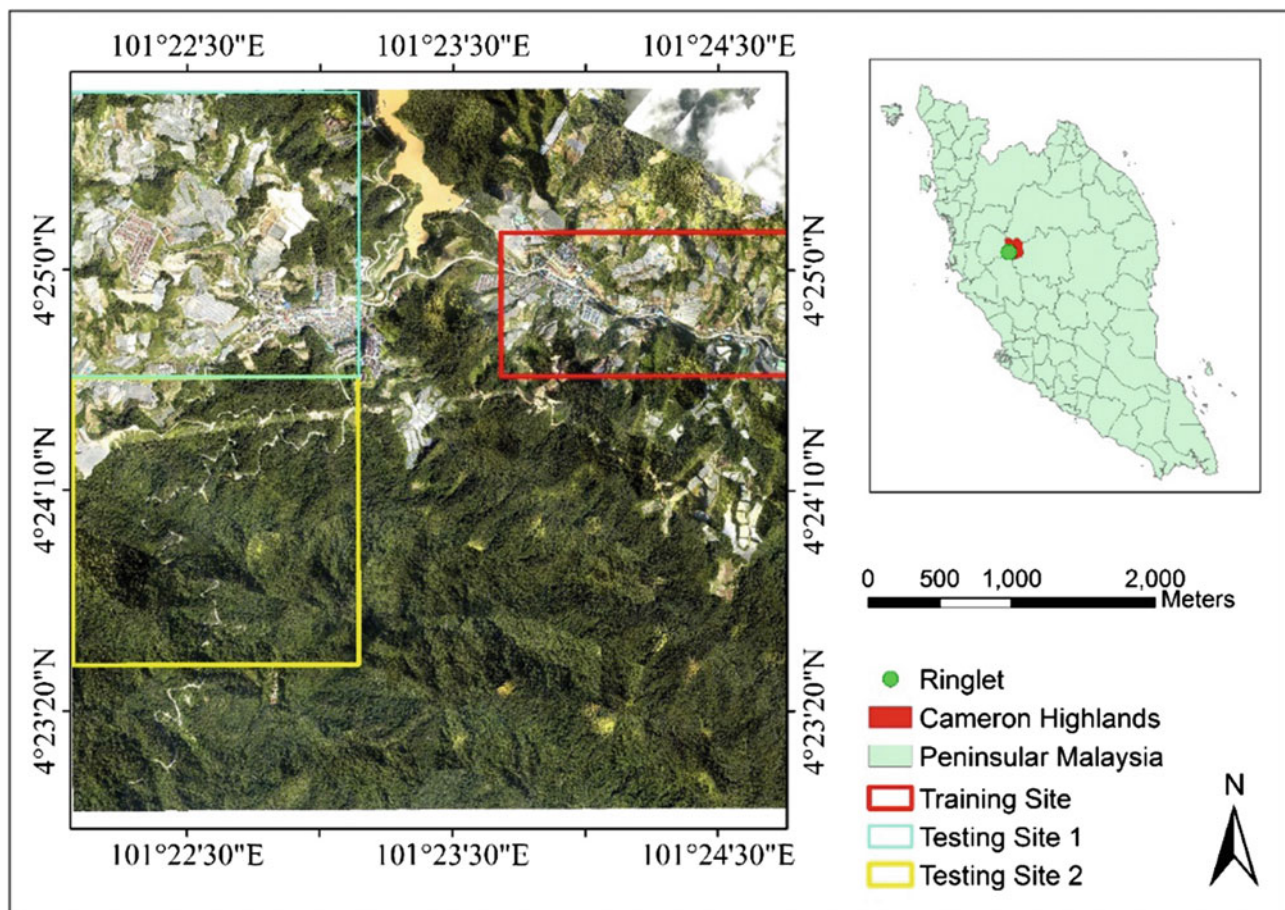 101°22'30"E 101°23'30"E 101°24'30"E
4°25'0"N 4°25'0"N
4°24'10"N 4°24'10"N
4°23'20"N 4°23'20"N
101°22'30"E 101°23'30"E 101°24'30"E
0 500 1,000 2,000
Meters
Ringlet
Cameron Highlands
Peninsular Malaysia
Training Site
Testing Site 1
Testing Site 2
N